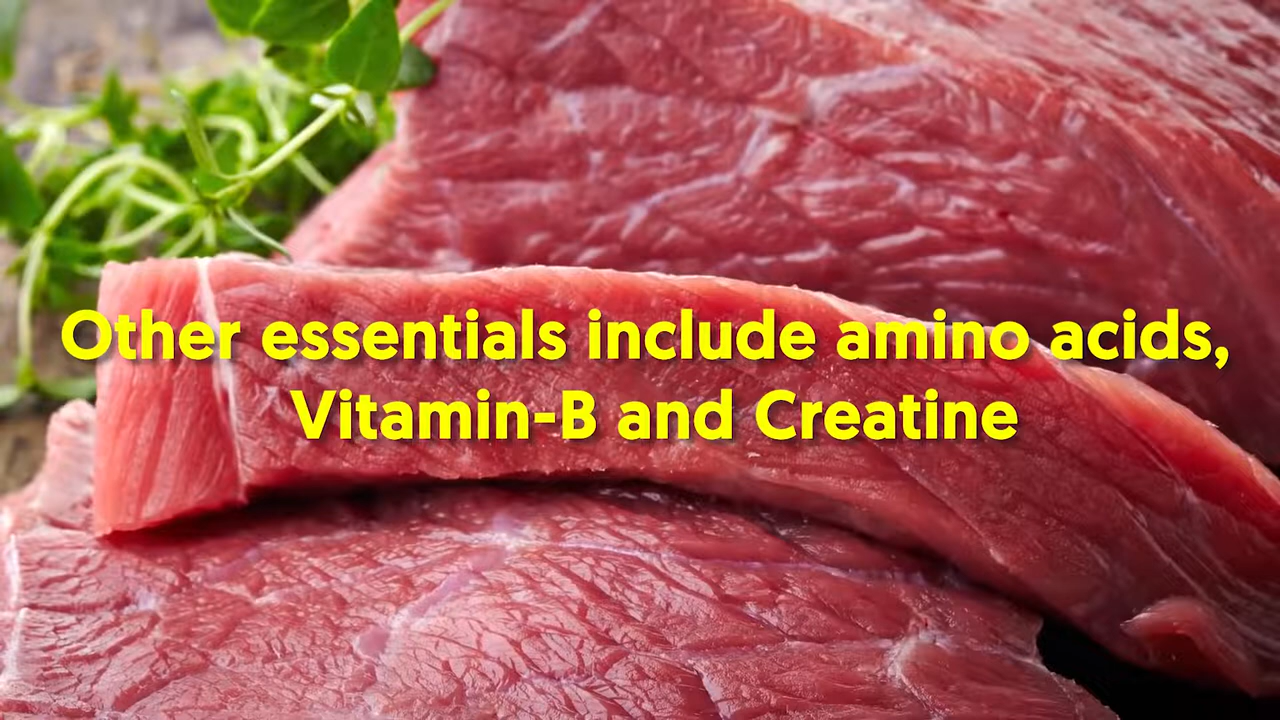 Other essentials include amino acids,
Vitamin-B and Creatine